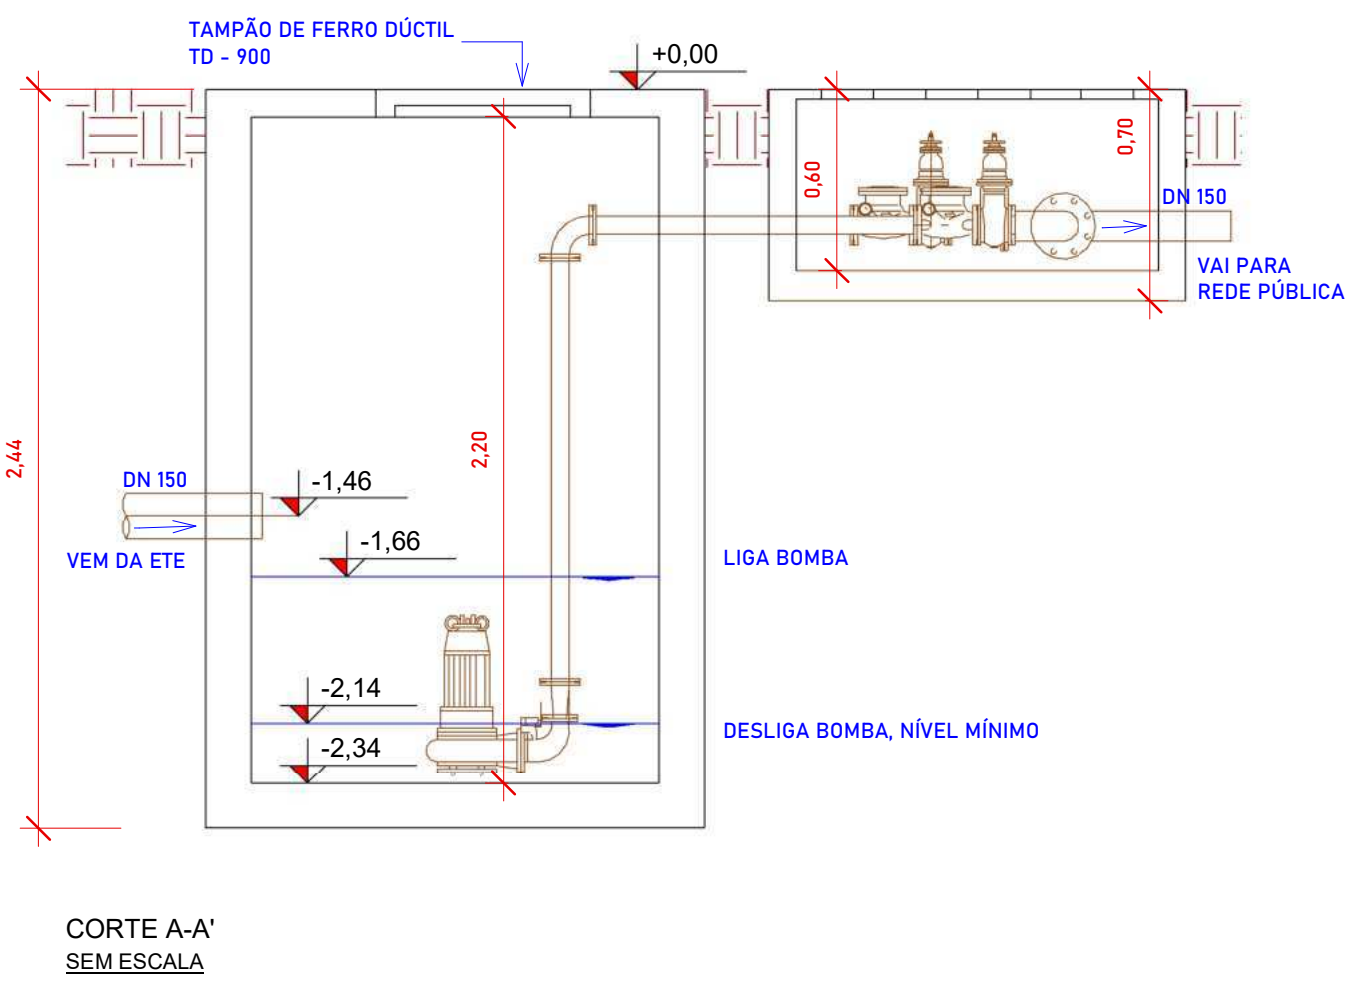 TAMPÃO DE FERRO DÚCTIL
TD - 900
+0,00
0,60
0,70
DN 150
VAI PARA
REDE PÚBLICA
2,44
2,20
DN 150
-1,46
VEM DA ETE
-1,66
LIGA BOMBA
-2,14
DESLIGA BOMBA, NÍVEL MÍNIMO
-2,34
CORTE A-A'
SEM ESCALA